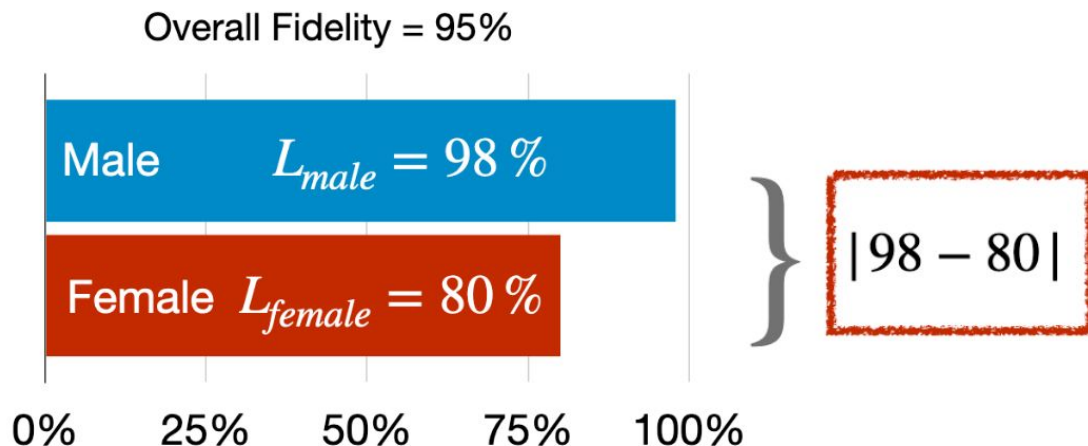 Overall Fidelity = 95%
Male L_male = 98 %
Female L_female = 80 %
|98 − 80|
0% 25% 50% 75% 100%